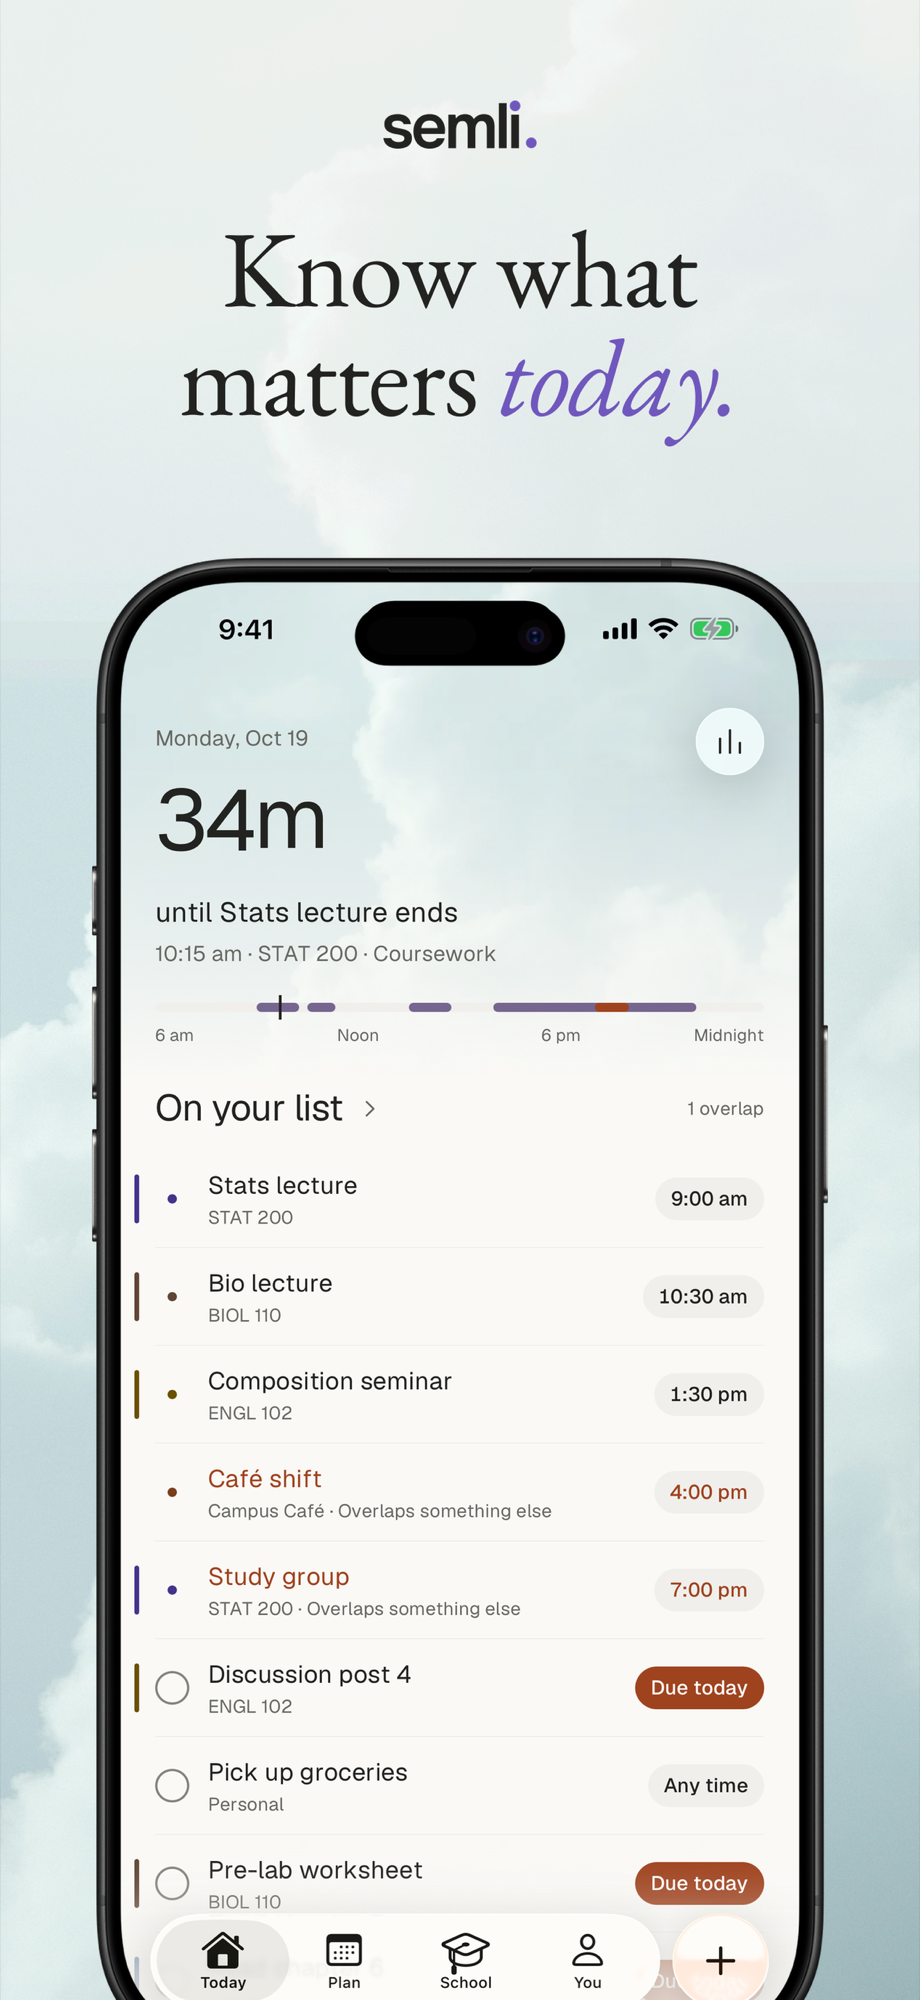 semli.
Know what
matters today.
9:41
Monday, Oct 19
34m
until Stats lecture ends
10:15 am · STAT 200 · Coursework
6 am Noon 6 pm Midnight
On your list
1 overlap
Stats lecture
STAT 200
9:00 am
Bio lecture
BIOL 110
10:30 am
Composition seminar
ENGL 102
1:30 pm
Café shift
Campus Café · Overlaps something else
4:00 pm
Study group
STAT 200 · Overlaps something else
7:00 pm
Discussion post 4
ENGL 102
Due today
Pick up groceries
Personal
Any time
Pre-lab worksheet
BIOL 110
Due today
Today Plan School You